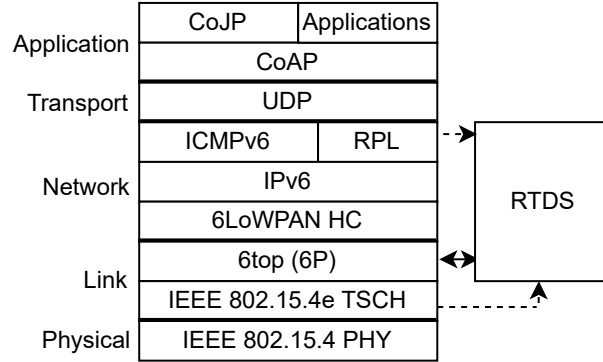 CoJP
Applications
Application
CoAP
Transport
UDP
ICMPv6
RPL
Network
IPv6
RTDS
6LoWPAN HC
6top (6P)
Link
IEEE 802.15.4e TSCH
Physical
IEEE 802.15.4 PHY